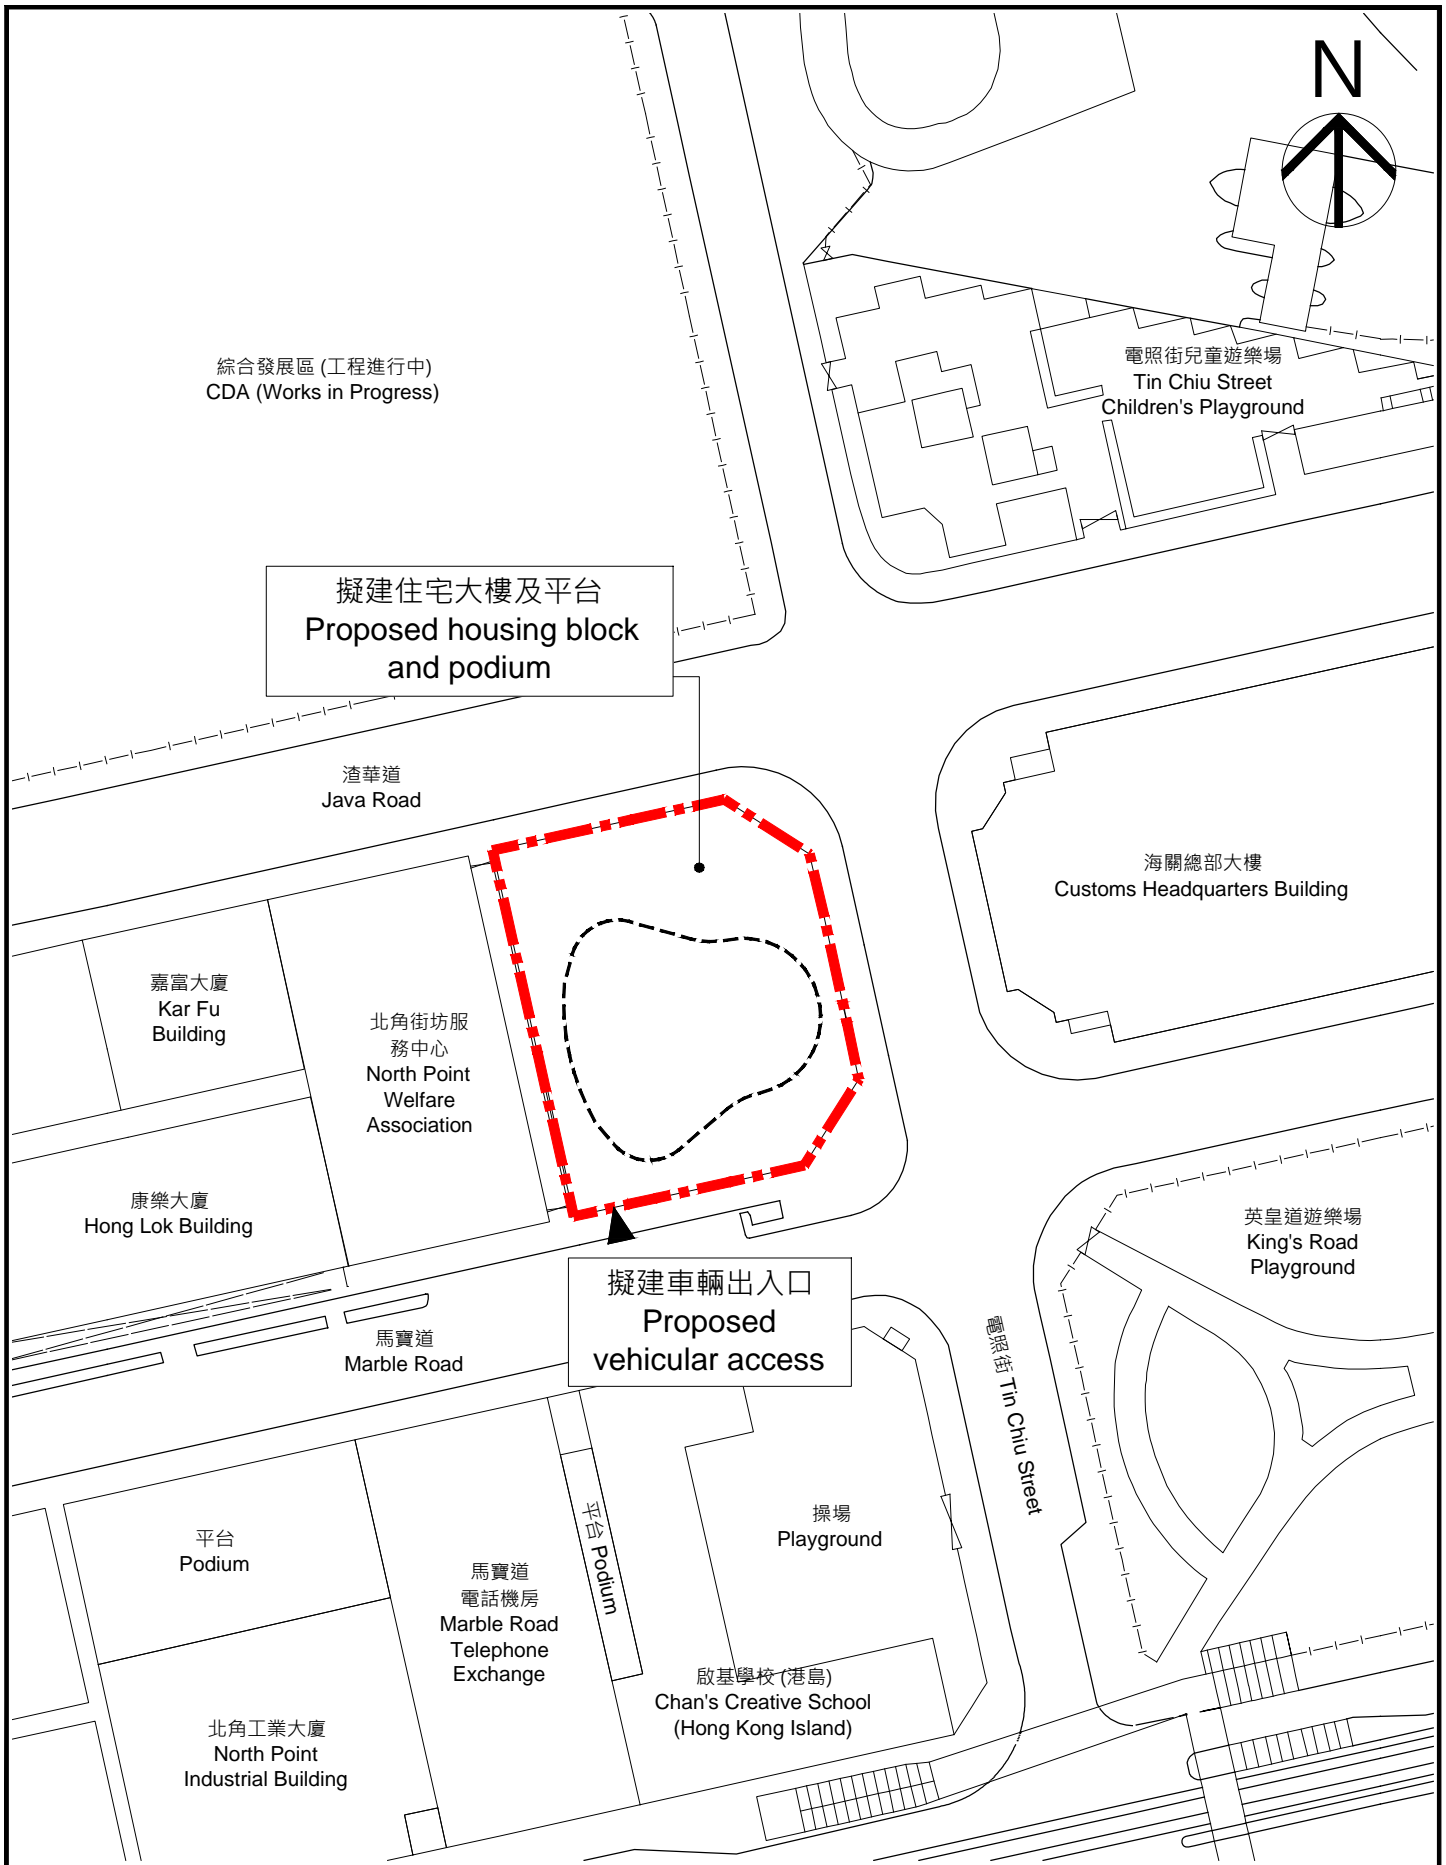 N
綜合發展區 (工程進行中)
CDA (Works in Progress)
電照街兒童遊樂場
Tin Chiu Street
Children's Playground
擬建住宅大樓及平台
Proposed housing block
and podium
渣華道
Java Road
海關總部大樓
Customs Headquarters Building
嘉富大廈
Kar Fu
Building
北角街坊服
務中心
North Point
Welfare
Association
康樂大廈
Hong Lok Building
英皇道遊樂場
King's Road
Playground
擬建車輛出入口
Proposed
vehicular access
馬寶道
Marble Road
電照街 Tin Chiu Street
平台
Podium
平台 Podium
操場
Playground
馬寶道
電話機房
Marble Road
Telephone
Exchange
啟基學校 (港島)
Chan's Creative School
(Hong Kong Island)
北角工業大廈
North Point
Industrial Building